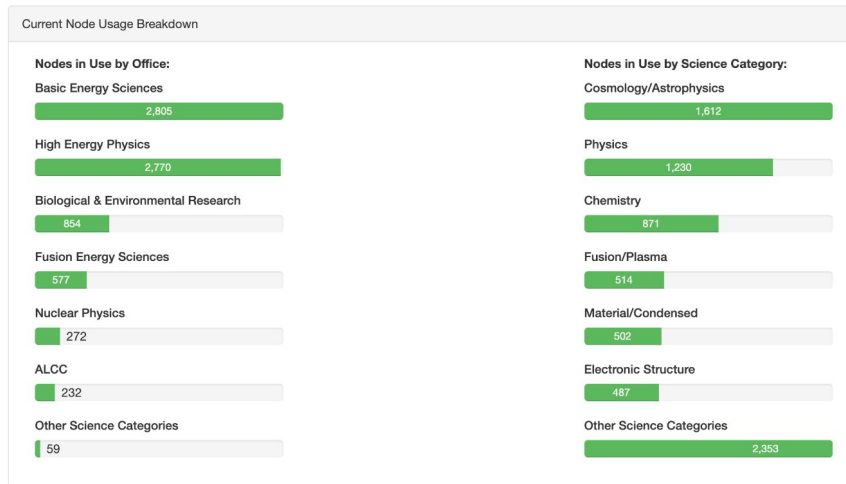 Current Node Usage Breakdown
Nodes in Use by Office:
Basic Energy Sciences
2,805
High Energy Physics
2,770
Biological & Environmental Research
854
Fusion Energy Sciences
577
Nuclear Physics
272
ALCC
232
Other Science Categories
59
Nodes in Use by Science Category:
Cosmology/Astrophysics
1,612
Physics
1,230
Chemistry
871
Fusion/Plasma
514
Material/Condensed
502
Electronic Structure
487
Other Science Categories
2,353